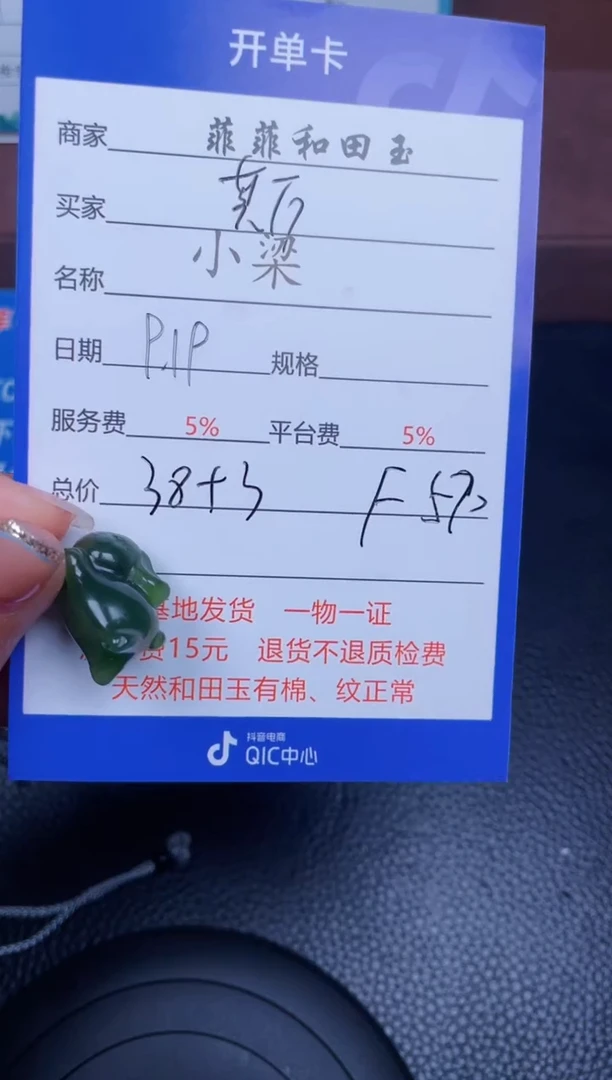 开单卡
商家 菲菲和田玉
买家
名称 小梁
日期 规格
服务费 5% 平台费 5%
总价 38+3
基地发货 一物一证
费15元 退货不退质检费
天然和田玉有棉、纹正常
抖音电商
QIC中心